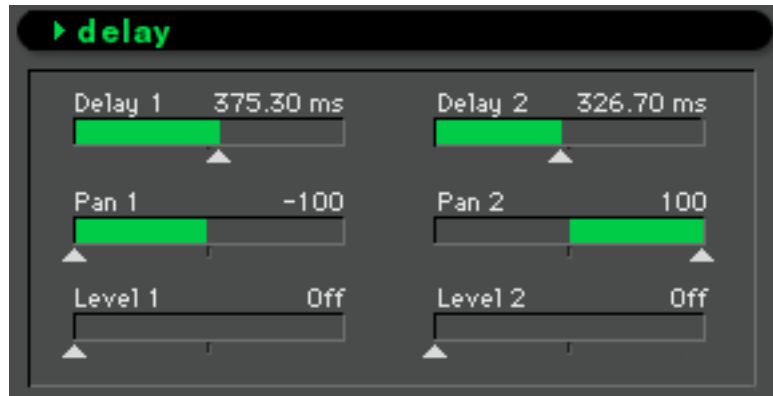 delay
Delay 1 375.30 ms Delay 2 326.70 ms
Pan 1 -100 Pan 2 100
Level 1 Off Level 2 Off